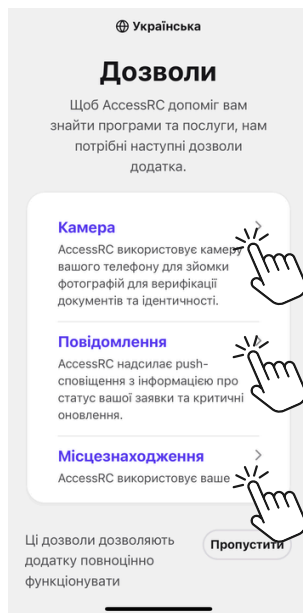 Українська
Дозволи
Щоб AccessRC допоміг вам
знайти програми та послуги, нам
потрібні наступні дозволи
додатка.
Камера
AccessRC використовує камеру
вашого телефону для зйомки
фотографій для верифікації
документів та ідентичності.
Повідомлення
AccessRC надсилає push-
сповіщення з інформацією про
статус вашої заявки та критичні
оновлення.
Місцезнаходження
AccessRC використовує ваше
Ці дозволи дозволяють
додатку повноцінно
функціонувати
Пропустити